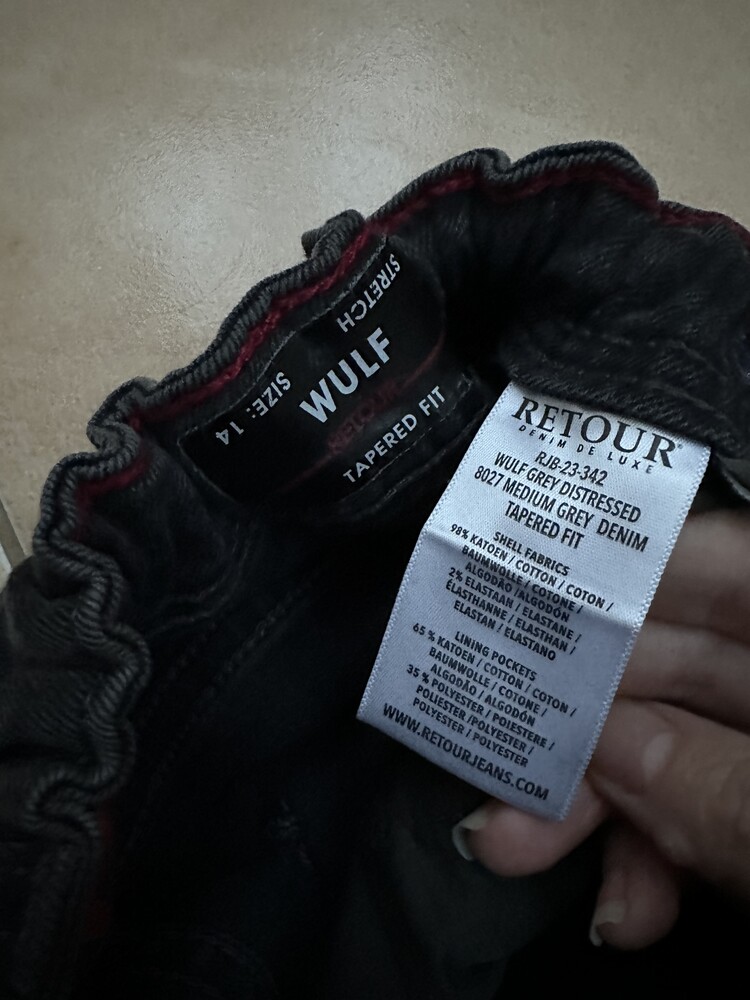 STRETCH
WULF
SIZE: 14
RETOUR
TAPERED FIT
RETOUR®
DENIM DE LUXE
RJB-23-342
WULF GREY DISTRESSED
8027 MEDIUM GREY DENIM
TAPERED FIT
SHELL FABRICS
98% KATOEN / COTTON / COTON /
BAUMWOLLE / COTONE /
ALGODÃO / ALGODÓN
2% ELASTAAN / ELASTANE /
ÉLASTHANNE / ELASTHAN /
ELASTAN / ELASTANO
LINING POCKETS
65 % KATOEN / COTTON / COTON /
BAUMWOLLE / COTONE /
ALGODÃO / ALGODÓN
35 % POLYESTER / POIESTERE /
POLIESTER /POLYESTER /
POLYESTER / POLYESTER
WWW.RETOURJEANS.COM